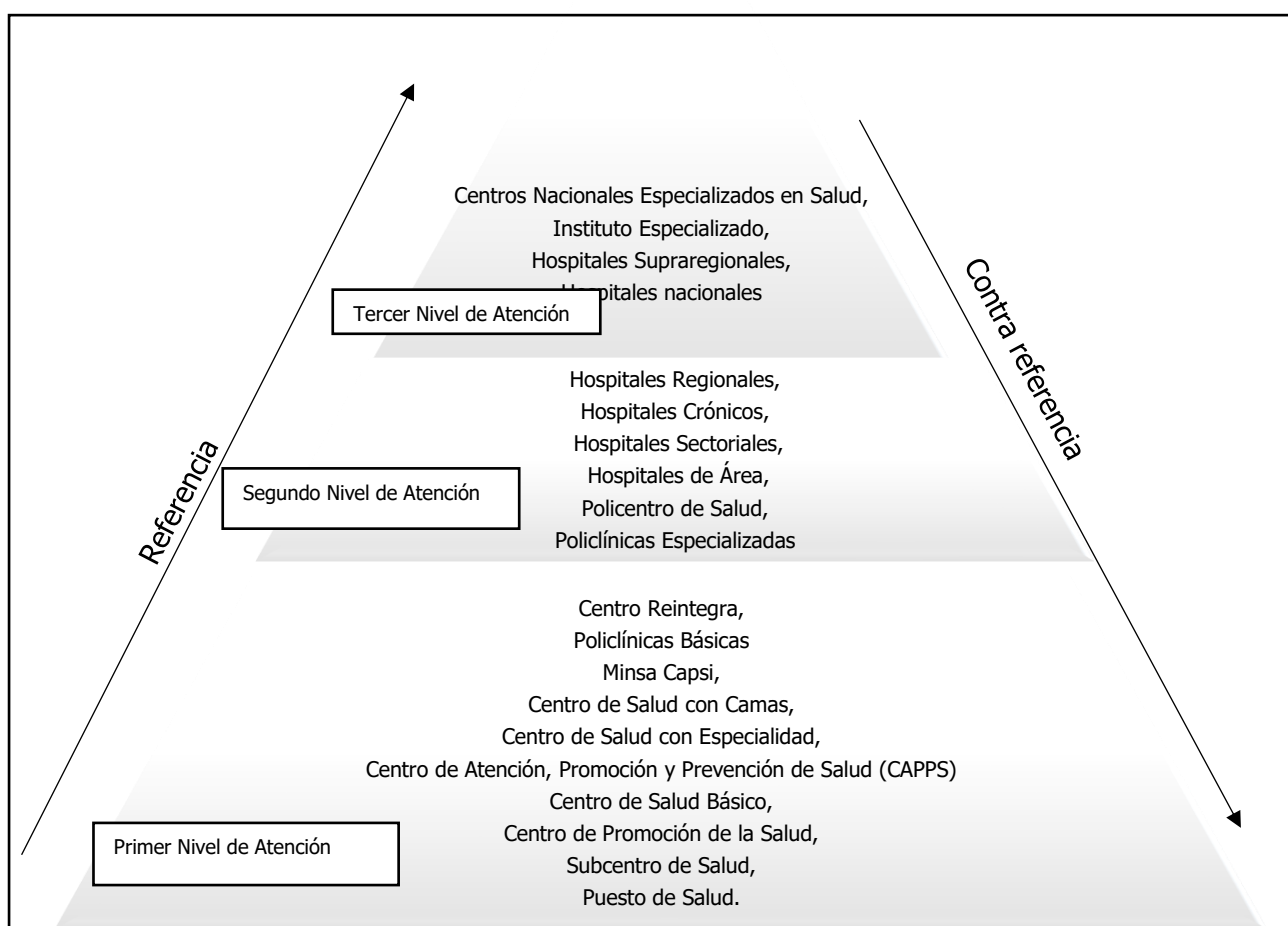 Centros Nacionales Especializados en Salud,
Instituto Especializado,
Hospitales Supraregionales,
Hospitales nacionales
Tercer Nivel de Atención
Contra referencia
Hospitales Regionales,
Hospitales Crónicos,
Hospitales Sectoriales,
Hospitales de Área,
Policentro de Salud,
Policlínicas Especializadas
Segundo Nivel de Atención
Referencia
Centro Reintegra,
Policlínicas Básicas
Minsa Capsi,
Centro de Salud con Camas,
Centro de Salud con Especialidad,
Centro de Atención, Promoción y Prevención de Salud (CAPPS)
Centro de Salud Básico,
Centro de Promoción de la Salud,
Subcentro de Salud,
Puesto de Salud.
Primer Nivel de Atención